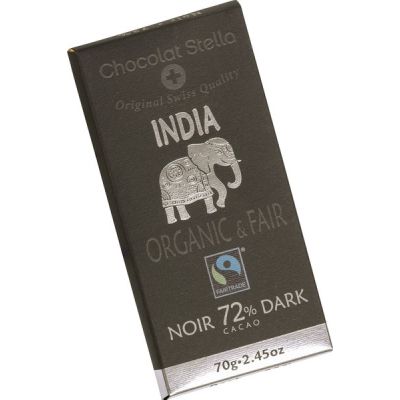 Chocolat Stella
Original Swiss Quality
INDIA
ORGANIC & FAIR
FAIRTRADE
NOIR 72% DARK
CACAO
70g•2.45oz